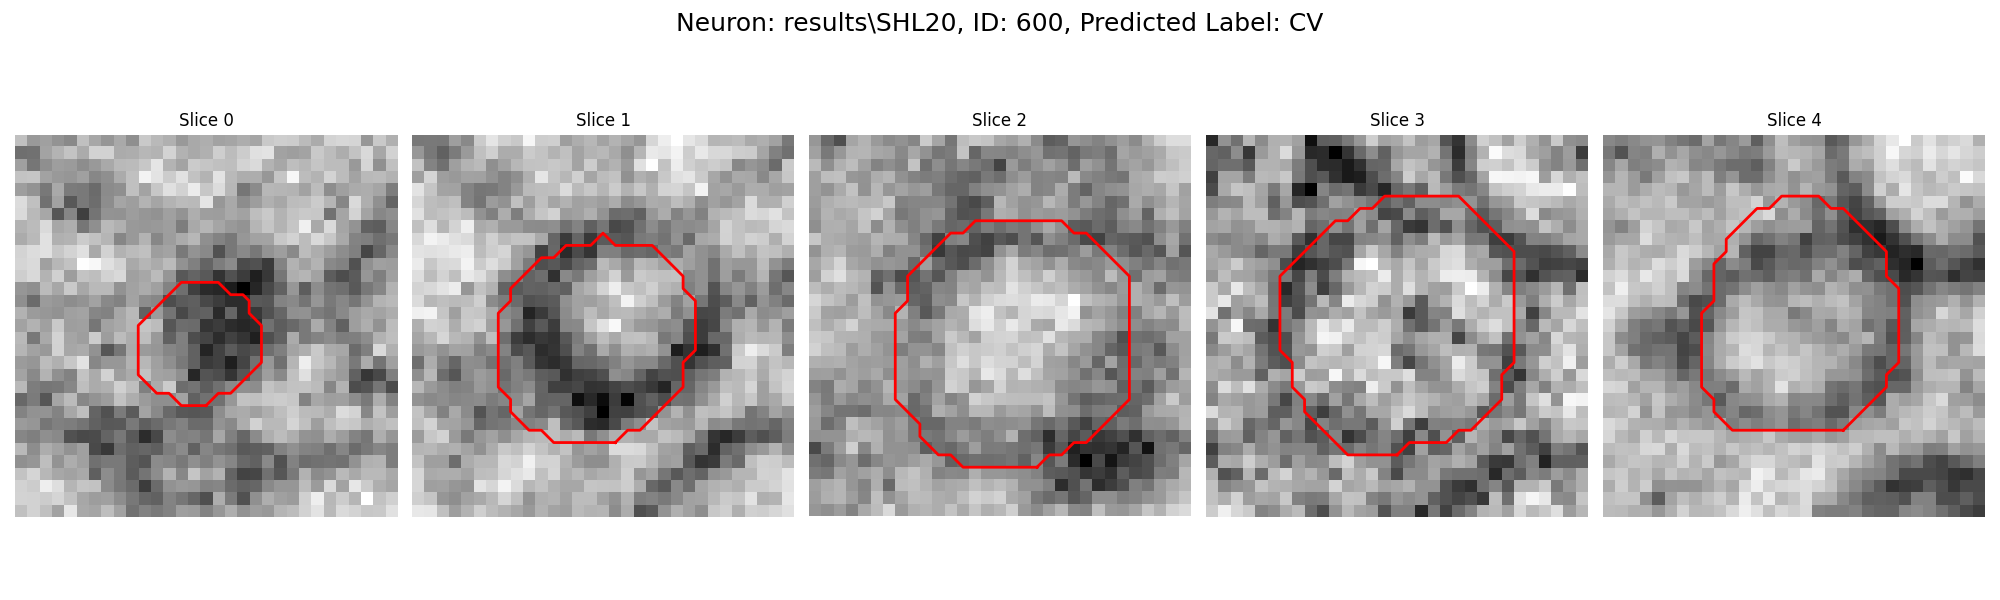 Neuron: results\SHL20, ID: 600, Predicted Label: CV
Slice 0
Slice 1
Slice 2
Slice 3
Slice 4